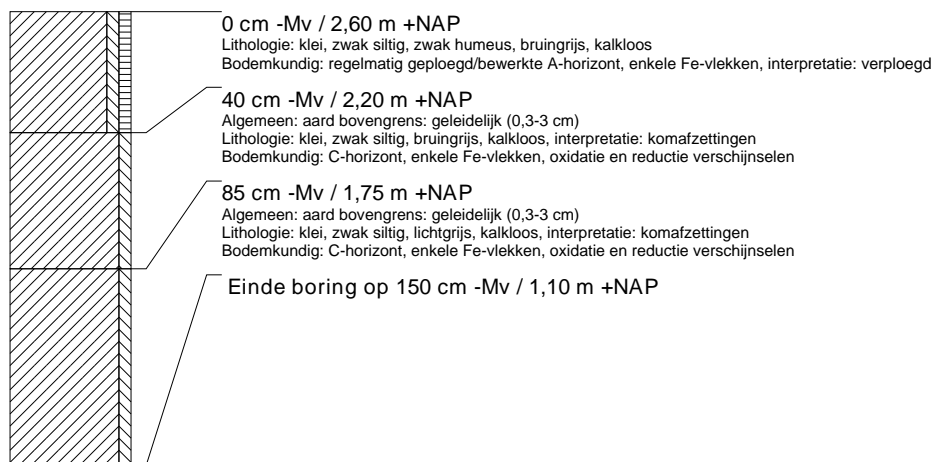 0 cm -Mv / 2,60 m +NAP
Lithologie: klei, zwak siltig, zwak humeus, bruingrijs, kalkloos
Bodemkundig: regelmatig geploegd/bewerkte A-horizont, enkele Fe-vlekken, interpretatie: verploegd
40 cm -Mv / 2,20 m +NAP
Algemeen: aard bovengrens: geleidelijk (0,3-3 cm)
Lithologie: klei, zwak siltig, bruingrijs, kalkloos, interpretatie: komafzettingen
Bodemkundig: C-horizont, enkele Fe-vlekken, oxidatie en reductie verschijnselen
85 cm -Mv / 1,75 m +NAP
Algemeen: aard bovengrens: geleidelijk (0,3-3 cm)
Lithologie: klei, zwak siltig, lichtgrijs, kalkloos, interpretatie: komafzettingen
Bodemkundig: C-horizont, enkele Fe-vlekken, oxidatie en reductie verschijnselen
Einde boring op 150 cm -Mv / 1,10 m +NAP